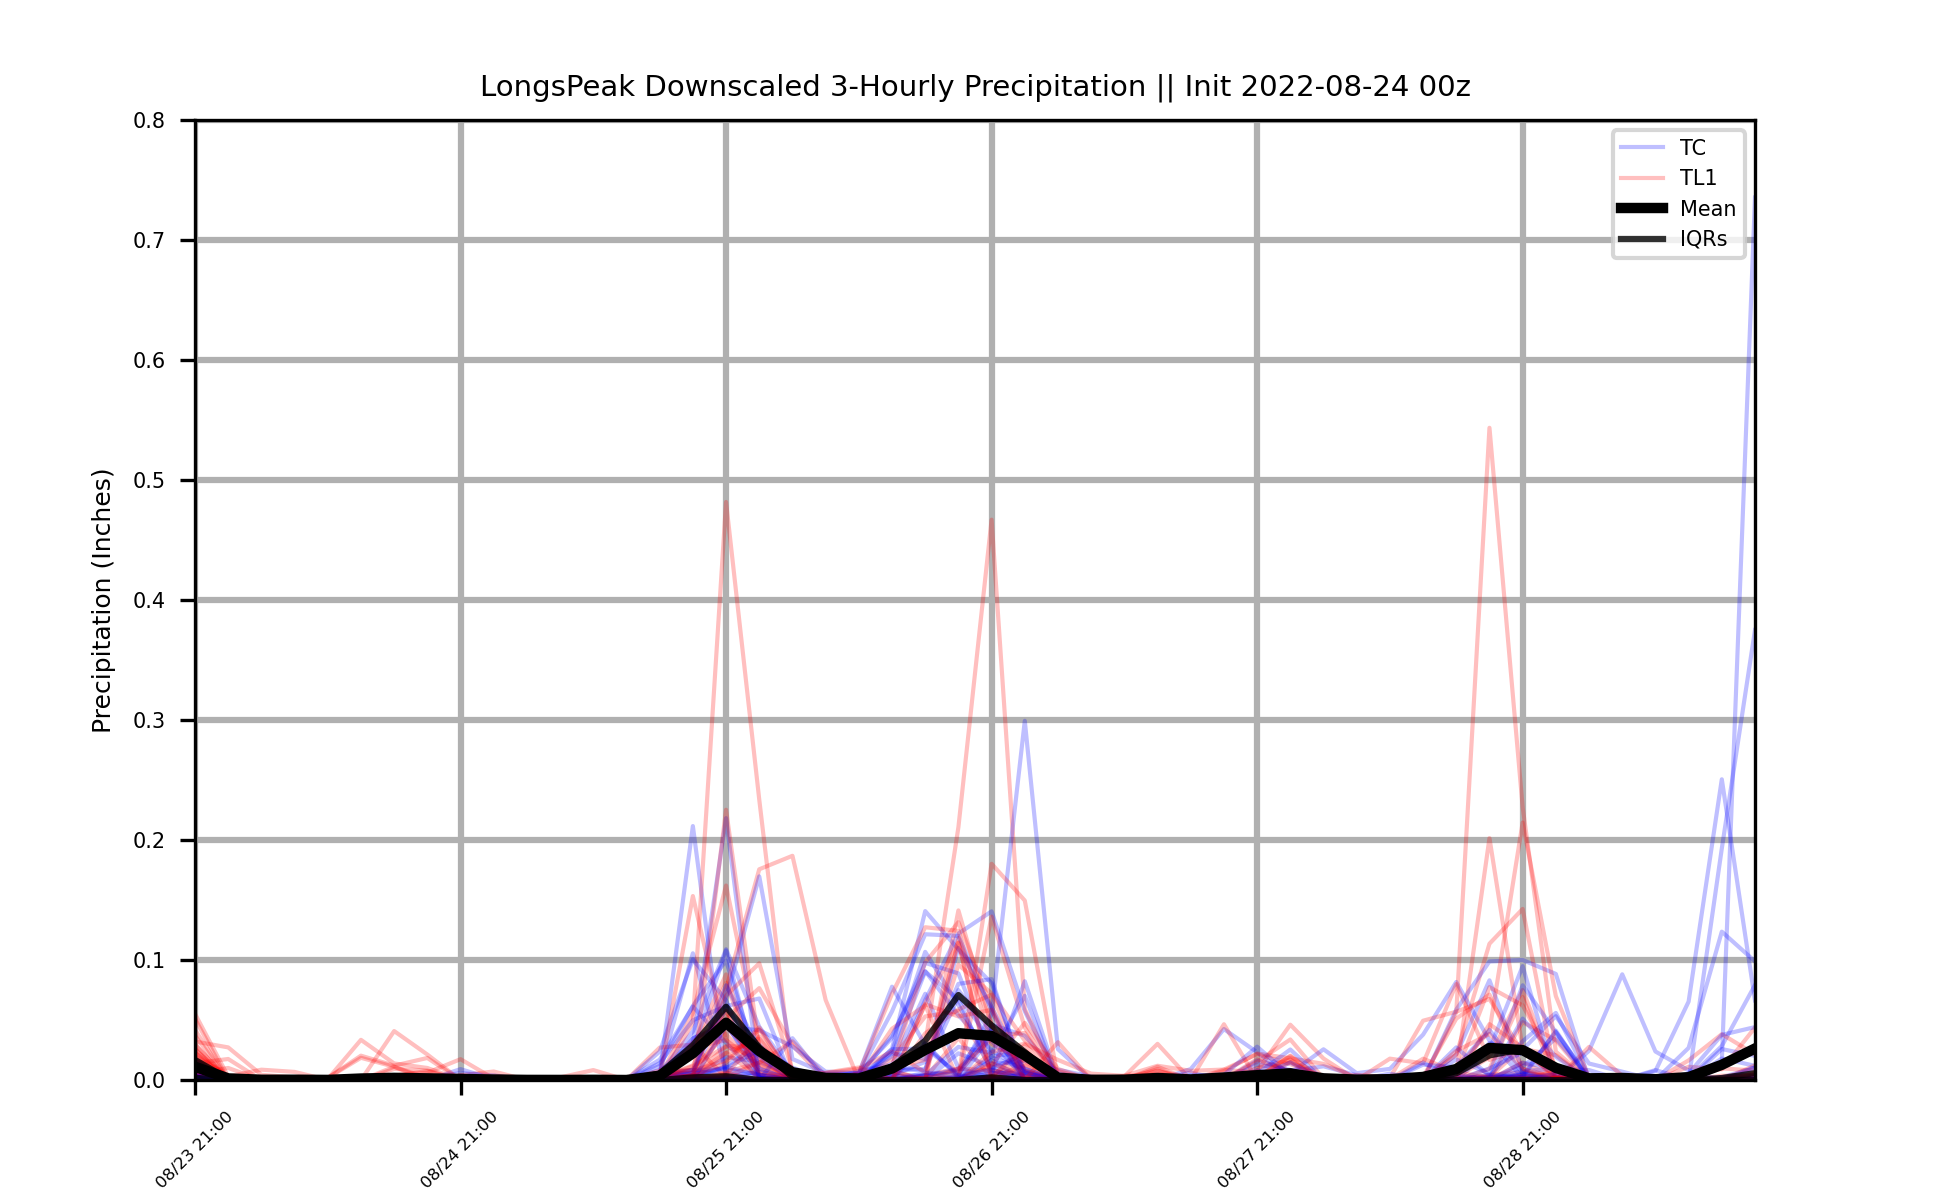 LongsPeak Downscaled 3-Hourly Precipitation || Init 2022-08-24 00z
Precipitation (Inches)
0.8
0.7
0.6
0.5
0.4
0.3
0.2
0.1
0.0
TC
TL1
Mean
IQRs
08/23 21:00
08/24 21:00
08/25 21:00
08/26 21:00
08/27 21:00
08/28 21:00